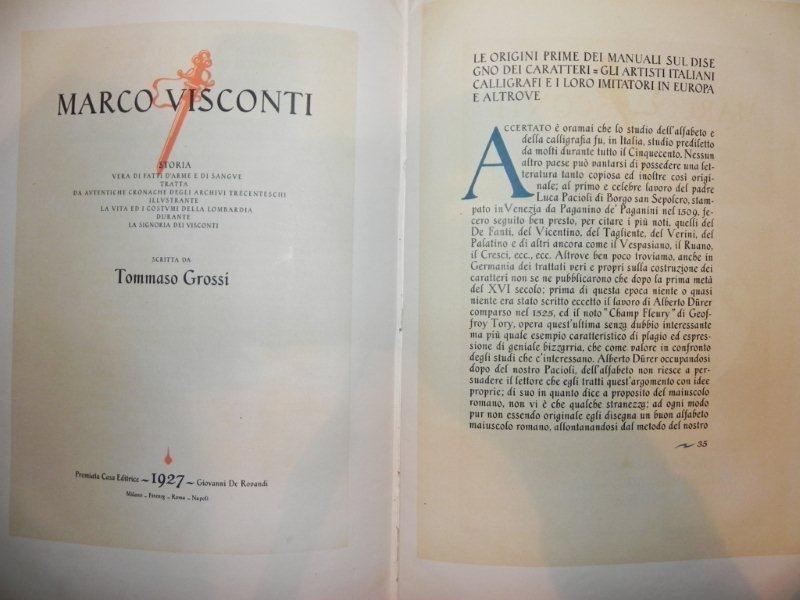 MARCO VISCONTI
STORIA
VERA DI FATTI D'ARME E DI SANGVE
TRATTA
DA AVTENTICHE CRONACHE DEGLI ARCHIVI TRECENTESCHI
ILLVSTRANTE
LA VITA ED I COSTVMI DELLA LOMBARDIA
DVRANTE
LA SIGNORIA DEI VISCONTI
SCRITTA DA
Tommaso Grossi
Premiata Casa Editrice ~1927~ Giovanni De Rovandi
Milano - Firenze - Roma - Napoli
LE ORIGINI PRIME DEI MANUALI SUL DISE
GNO DEI CARATTERI = GLI ARTISTI ITALIANI
CALLIGRAFI E I LORO IMITATORI IN EUROPA
E ALTROVE
ACCERTATO è oramai che lo studio dell'alfabeto e
della calligrafia fu, in Italia, studio prediletto
da molti durante tutto il Cinquecento. Nessun
altro paese può vantarsi di possedere una let=
teratura tanto copiosa ed inoltre così origi=
nale; al primo e celebre lavoro del padre
Luca Pacioli di Borgo san Sepolcro, stam=
pato in Venezia da Paganino de' Paganini nel 1509, fe=
cero seguito ben presto, per citare i più noti, quelli del
De Fanti, del Vicentino, del Tagliente, del Verini, del
Palatino e di altri ancora come il Vespasiano, il Ruano,
il Cresci, ecc., ecc. Altrove ben poco troviamo, anche in
Germania dei trattati veri e propri sulla costruzione dei
caratteri non se ne pubblicarono che dopo la prima metà
del XVI secolo; prima di questa epoca niente o quasi
niente era stato scritto eccetto il lavoro di Alberto Dürer
comparso nel 1525, ed il noto "Champ Fleury" di Geof=
froy Tory, opera quest'ultima senza dubbio interessante
ma più quale esempio caratteristico di plagio ed espres=
sione di geniale bizzarria, che come valore in confronto
degli studi che c'interessano. Alberto Dürer occupandosi
dopo del nostro Pacioli, dell'alfabeto non riesce a per=
suadere il lettore che egli tratti quest'argomento con idee
proprie; di suo in quanto dice a proposito del maiuscolo
romano, non vi è che qualche stranezza; ad ogni modo
pur non essendo originale egli disegna un buon alfabeto
maiuscolo romano, allontanandosi dal metodo del nostro
~ 35